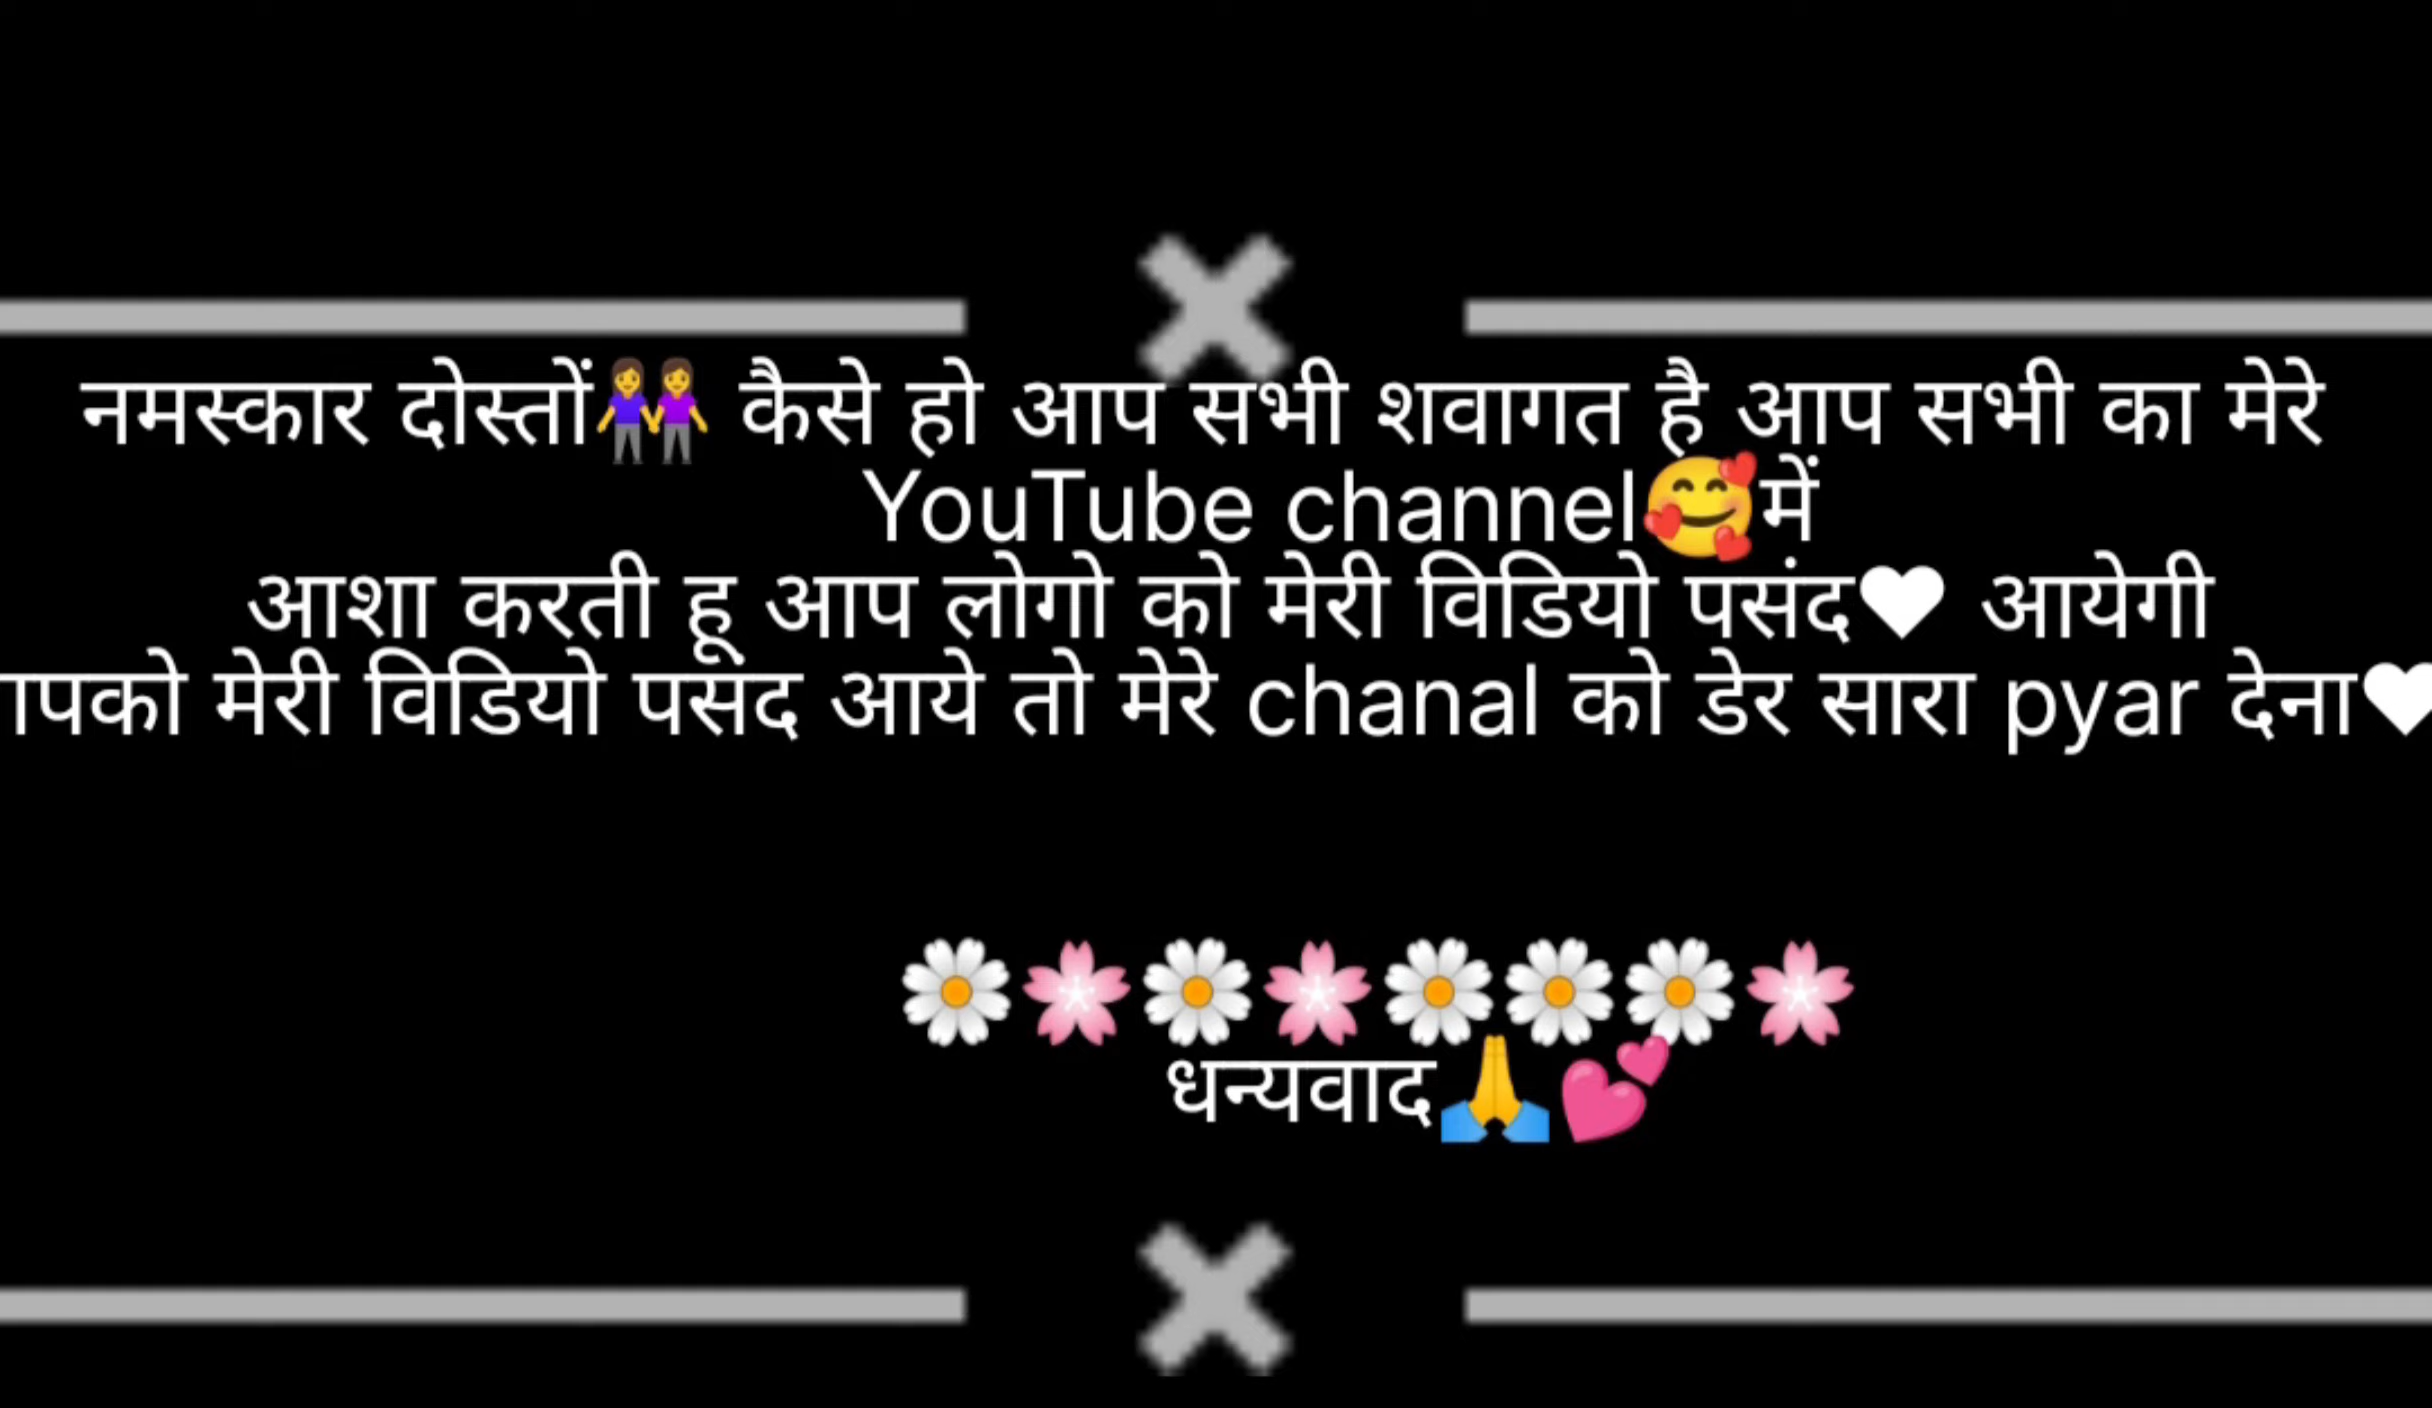 नमस्कार दोस्तों👭 कैसे हो आप सभी शवागत है आप सभी का मेरे
YouTube channel🥰में
आशा करती हू आप लोगो को मेरी विडियो पसंद♥ आयेगी
मेरी विडियो पसंद आये तो मेरे chanal को डेर सारा pyar देना♥
🌼🌸🌼🌸🌼🌼🌼🌸
धन्यवाद🙏💕